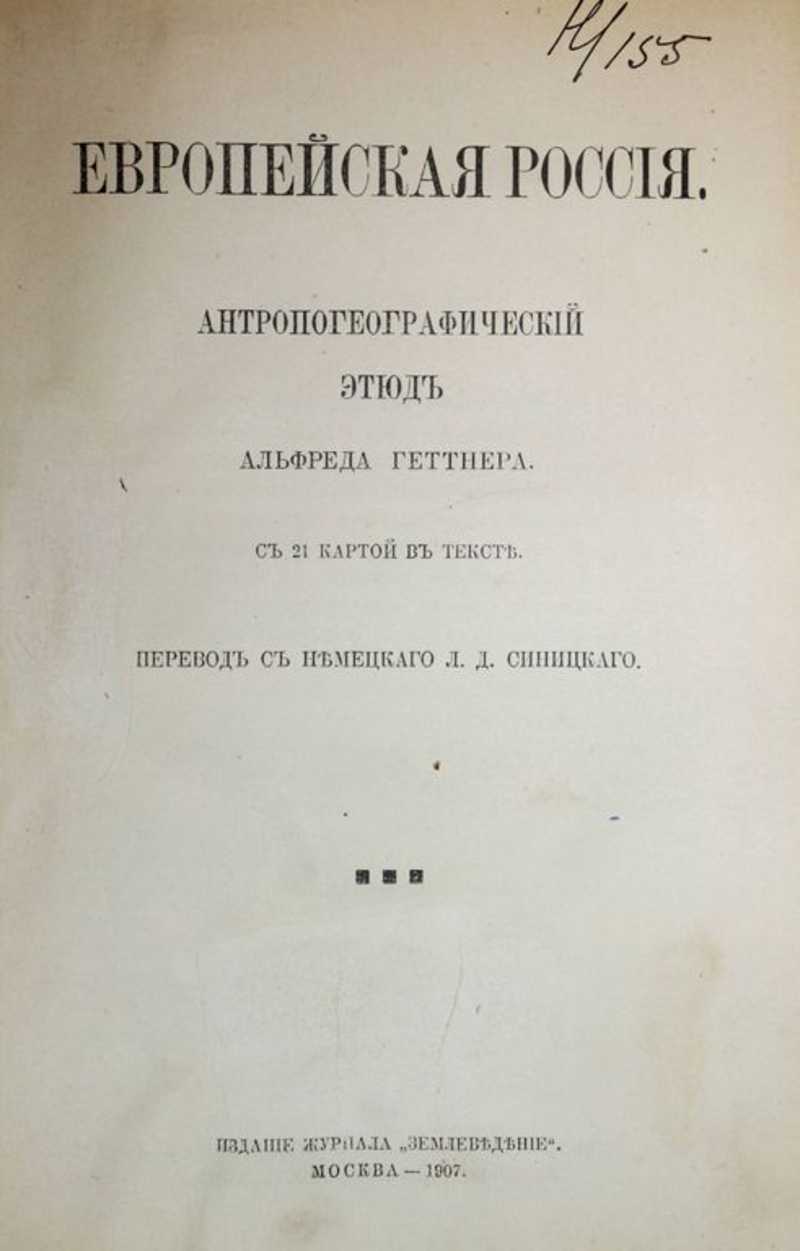 /155
ЕВРОПЕЙСКАЯ РОССІЯ.
АНТРОПОГЕОГРАФИЧЕСКІЙ
ЭТЮДЪ
АЛЬФРЕДА ГЕТТНЕРА.
СЪ 21 КАРТОЙ ВЪ ТЕКСТѢ.
ПЕРЕВОДЪ СЪ НѢМЕЦКАГО Л. Д. СИНИЦКАГО.
ИЗДАНІЕ ЖУРНАЛА „ЗЕМЛЕВѢДѢНІЕ“.
МОСКВА — 1907.